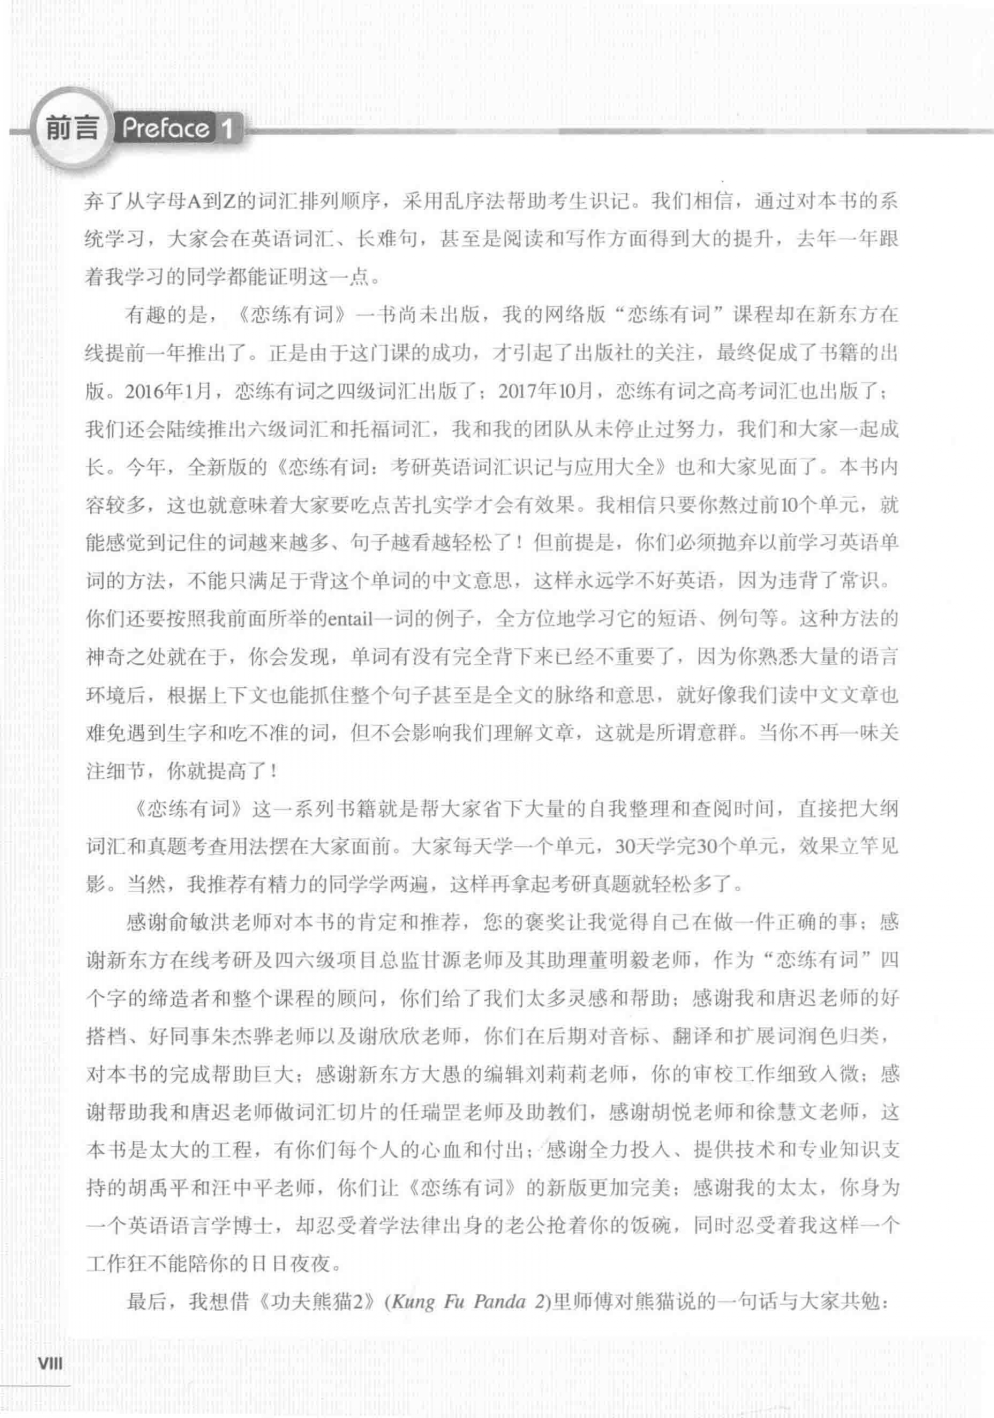 前言 Preface 1
弃了从字母A到Z的词汇排列顺序，采用乱序法帮助考生识记。我们相信，通过对本书的系
统学习，大家会在英语词汇、长难句，甚至是阅读和写作方面得到大的提升，去年一年跟
着我学习的同学都能证明这一点。
有趣的是，《恋练有词》一书尚未出版，我的网络版“恋练有词”课程却在新东方在
线提前一年推出了。正是由于这门课的成功，才引起了出版社的关注，最终促成了书籍的出
版。2016年1月，恋练有词之四级词汇出版了；2017年10月，恋练有词之高考词汇也出版了；
我们还会陆续推出六级词汇和托福词汇，我和我的团队从未停止过努力，我们和大家一起成
长。今年，全新版的《恋练有词：考研英语词汇识记与应用大全》也和大家见面了。本书内
容较多，这也就意味着大家要吃点苦扎实学才会有效果。我相信只要你熬过前10个单元，就
能感觉到记住的词越来越多、句子越看越轻松了！但前提是，你们必须抛弃以前学习英语单
词的方法，不能只满足于背这个单词的中文意思，这样永远学不好英语，因为违背了常识。
你们还要按照我前面所举的entail一词的例子，全方位地学习它的短语、例句等。这种方法的
神奇之处就在于，你会发现，单词有没有完全背下来已经不重要了，因为你熟悉大量的语言
环境后，根据上下文也能抓住整个句子甚至是全文的脉络和意思，就好像我们读中文文章也
难免遇到生字和吃不准的词，但不会影响我们理解文章，这就是所谓意群。当你不再一味关
注细节，你就提高了！
《恋练有词》这一系列书籍就是帮大家省下大量的自我整理和查阅时间，直接把大纲
词汇和真题考查用法摆在大家面前。大家每天学一个单元，30天学完30个单元，效果立竿见
影。当然，我推荐有精力的同学学两遍，这样再拿起考研真题就轻松多了。
感谢俞敏洪老师对本书的肯定和推荐，您的褒奖让我觉得自己在做一件正确的事；感
谢新东方在线考研及四六级项目总监甘源老师及其助理董明毅老师，作为“恋练有词”四
个字的缔造者和整个课程的顾问，你们给了我们太多灵感和帮助；感谢我和唐迟老师的好
搭档、好同事朱杰骅老师以及谢欣欣老师，你们在后期对音标、翻译和扩展词润色归类，
对本书的完成帮助巨大；感谢新东方大愚的编辑刘莉莉老师，你的审校工作细致入微；感
谢帮助我和唐迟老师做词汇切片的任瑞罡老师及助教们，感谢胡悦老师和徐慧文老师，这
本书是太大的工程，有你们每个人的心血和付出；感谢全力投入、提供技术和专业知识支
持的胡禹平和汪中平老师，你们让《恋练有词》的新版更加完美；感谢我的太太，你身为
一个英语语言学博士，却忍受着学法律出身的老公抢着你的饭碗，同时忍受着我这样一个
工作狂不能陪你的日日夜夜。
最后，我想借《功夫熊猫2》(Kung Fu Panda 2)里师傅对熊猫说的一句话与大家共勉：
VIII